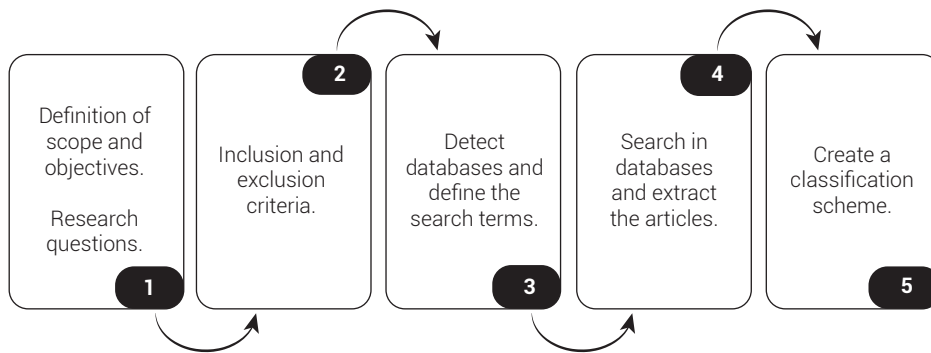 Definition of
scope and
objectives.
Research
questions.
1
2
Inclusion and
exclusion
criteria.
Detect
databases and
define the
search terms.
3
4
Search in
databases
and extract
the articles.
Create a
classification
scheme.
5